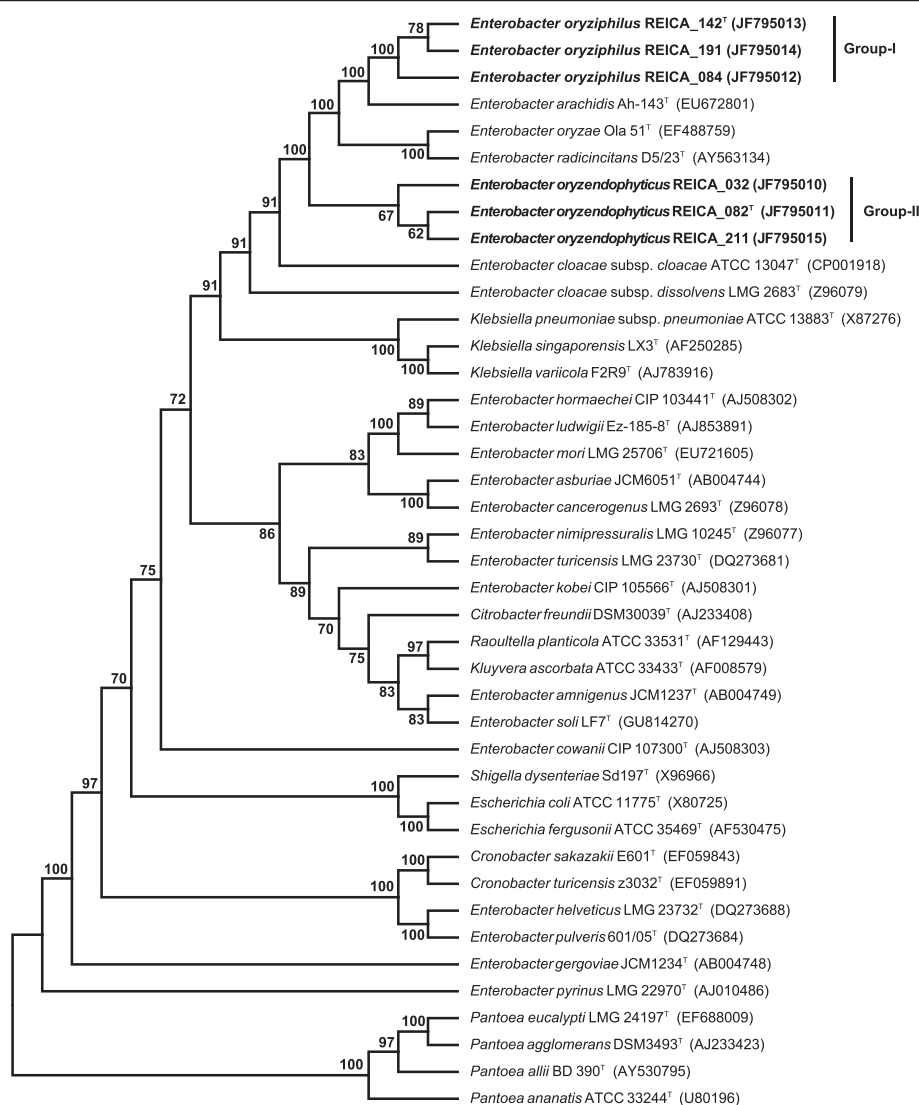 Enterobacter oryziphilus REICA_142ᵀ (JF795013)
78
Enterobacter oryziphilus REICA_191 (JF795014)
Group-I
100
Enterobacter oryziphilus REICA_084 (JF795012)
100
Enterobacter arachidis Ah-143ᵀ (EU672801)
100
Enterobacter oryzae Ola 51ᵀ (EF488759)
100
Enterobacter radicincitans D5/23ᵀ (AY563134)
100
Enterobacter oryzendophyticus REICA_032 (JF795010)
91
67
Enterobacter oryzendophyticus REICA_082ᵀ (JF795011)
Group-II
62
Enterobacter oryzendophyticus REICA_211 (JF795015)
91
Enterobacter cloacae subsp. cloacae ATCC 13047ᵀ (CP001918)
91
Enterobacter cloacae subsp. dissolvens LMG 2683ᵀ (Z96079)
Klebsiella pneumoniae subsp. pneumoniae ATCC 13883ᵀ (X87276)
100
Klebsiella singaporensis LX3ᵀ (AF250285)
100
Klebsiella variicola F2R9ᵀ (AJ783916)
72
Enterobacter hormaechei CIP 103441ᵀ (AJ508302)
89
Enterobacter ludwigii Ez-185-8ᵀ (AJ853891)
100
Enterobacter mori LMG 25706ᵀ (EU721605)
83
Enterobacter asburiae JCM6051ᵀ (AB004744)
100
Enterobacter cancerogenus LMG 2693ᵀ (Z96078)
86
Enterobacter nimipressuralis LMG 10245ᵀ (Z96077)
89
Enterobacter turicensis LMG 23730ᵀ (DQ273681)
75
89
Enterobacter kobei CIP 105566ᵀ (AJ508301)
70
Citrobacter freundii DSM30039ᵀ (AJ233408)
75
Raoultella planticola ATCC 33531ᵀ (AF129443)
97
Kluyvera ascorbata ATCC 33433ᵀ (AF008579)
70
83
Enterobacter amnigenus JCM1237ᵀ (AB004749)
83
Enterobacter soli LF7ᵀ (GU814270)
Enterobacter cowanii CIP 107300ᵀ (AJ508303)
97
Shigella dysenteriae Sd197ᵀ (X96966)
100
Escherichia coli ATCC 11775ᵀ (X80725)
100
Escherichia fergusonii ATCC 35469ᵀ (AF530475)
100
Cronobacter sakazakii E601ᵀ (EF059843)
100
Cronobacter turicensis z3032ᵀ (EF059891)
100
Enterobacter helveticus LMG 23732ᵀ (DQ273688)
100
Enterobacter pulveris 601/05ᵀ (DQ273684)
Enterobacter gergoviae JCM1234ᵀ (AB004748)
Enterobacter pyrinus LMG 22970ᵀ (AJ010486)
Pantoea eucalypti LMG 24197ᵀ (EF688009)
100
Pantoea agglomerans DSM3493ᵀ (AJ233423)
97
Pantoea allii BD 390ᵀ (AY530795)
100
Pantoea ananatis ATCC 33244ᵀ (U80196)